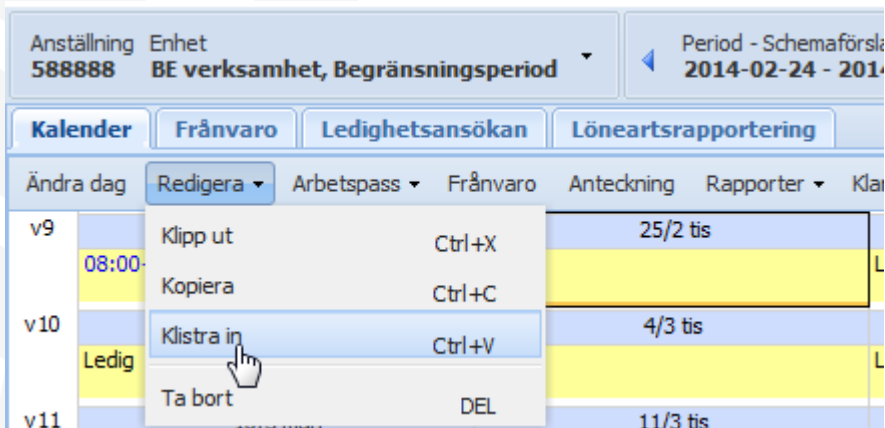 Anställning Enhet
588888 BE verksamhet, Begränsningsperiod
Period - Schemaförsla
2014-02-24 - 201
Kalender Frånvaro Ledighetsansökan Löneartsrapportering
Ändra dag Redigera Arbetspass Frånvaro Anteckning Rapporter Klar
v9 25/2 tis
08:00- L
v10 4/3 tis
Ledig L
v11 11/3 tis
Klipp ut Ctrl+X
Kopiera Ctrl+C
Klistra in Ctrl+V
Ta bort DEL